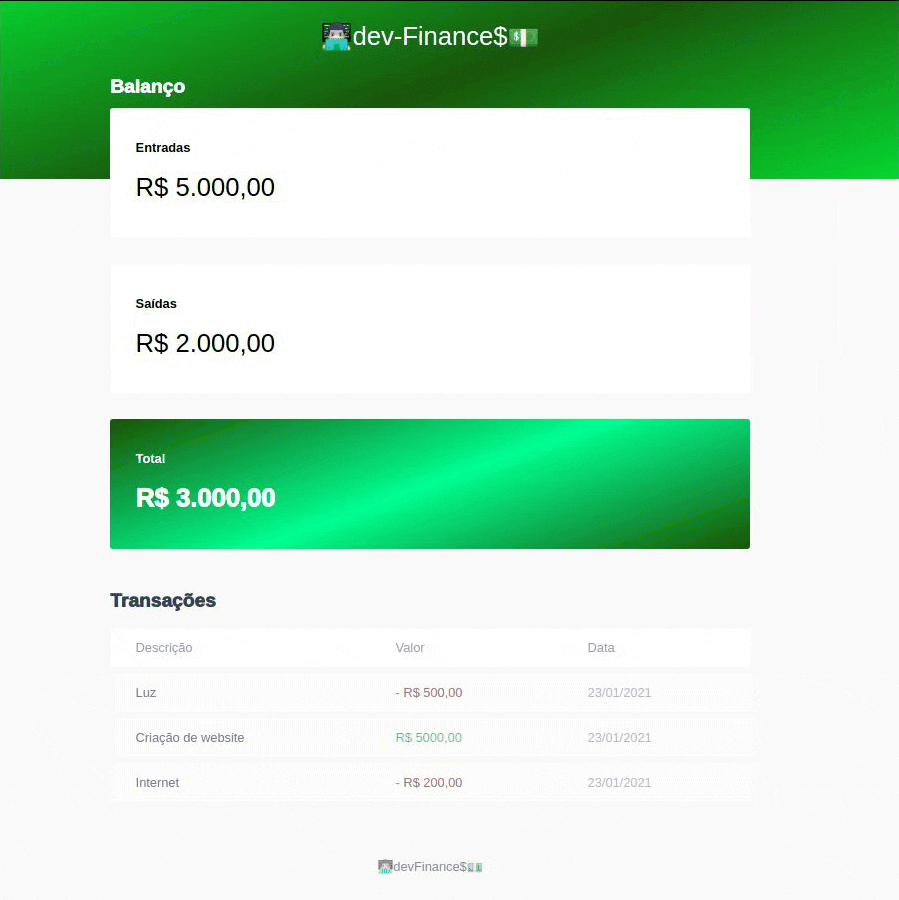 dev-Finance$
Balanço
Entradas
R$ 5.000,00
Saídas
R$ 2.000,00
Total
R$ 3.000,00
Transações
Descrição Valor Data
Luz - R$ 500,00 23/01/2021
Criação de website R$ 5000,00 23/01/2021
Internet - R$ 200,00 23/01/2021
devFinance$